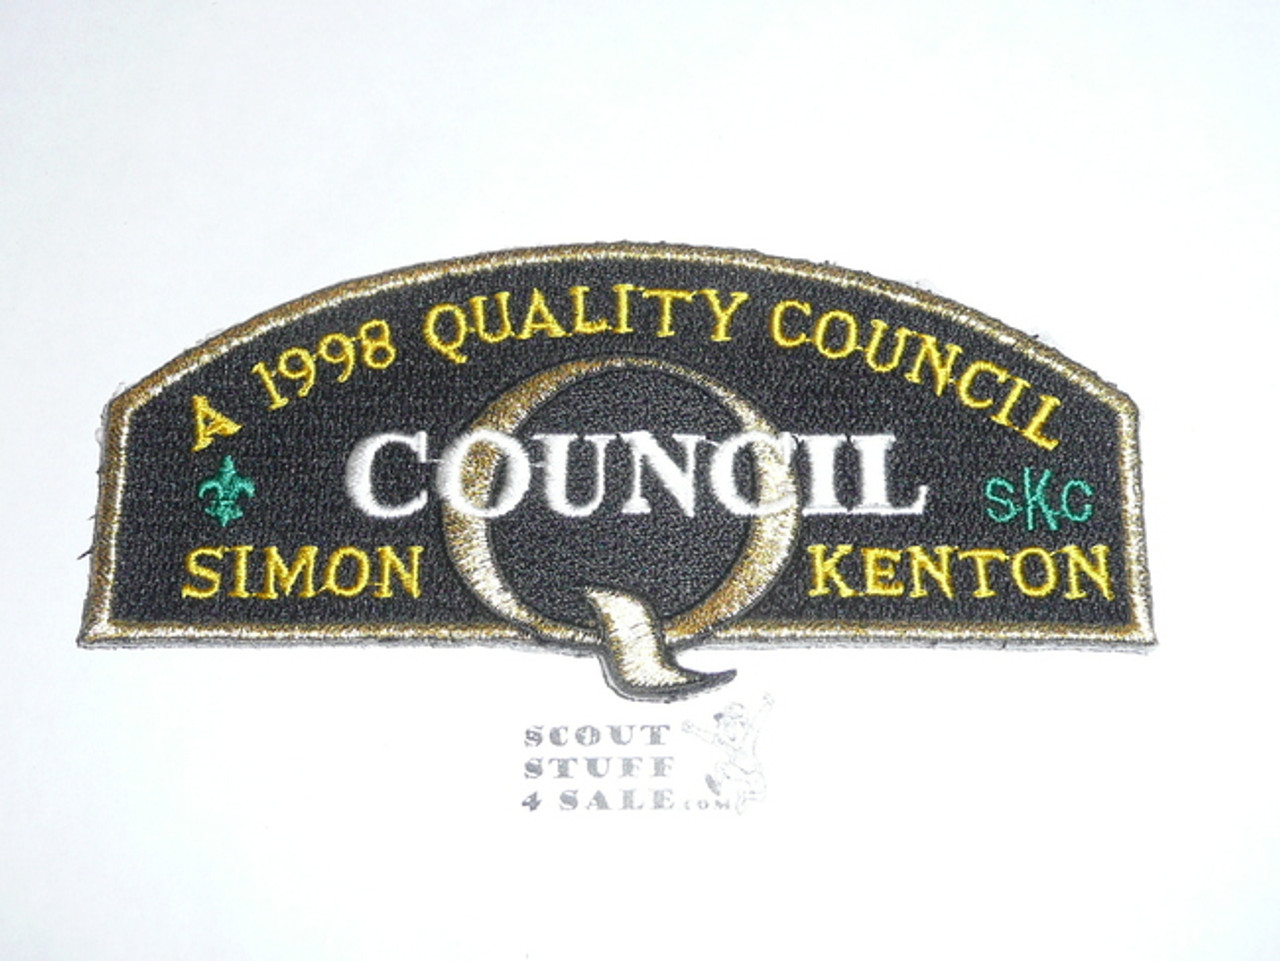 A 1998 QUALITY COUNCIL
COUNCIL
SKC
SIMON KENTON
SCOUT
STUFF
4 SALE.COM